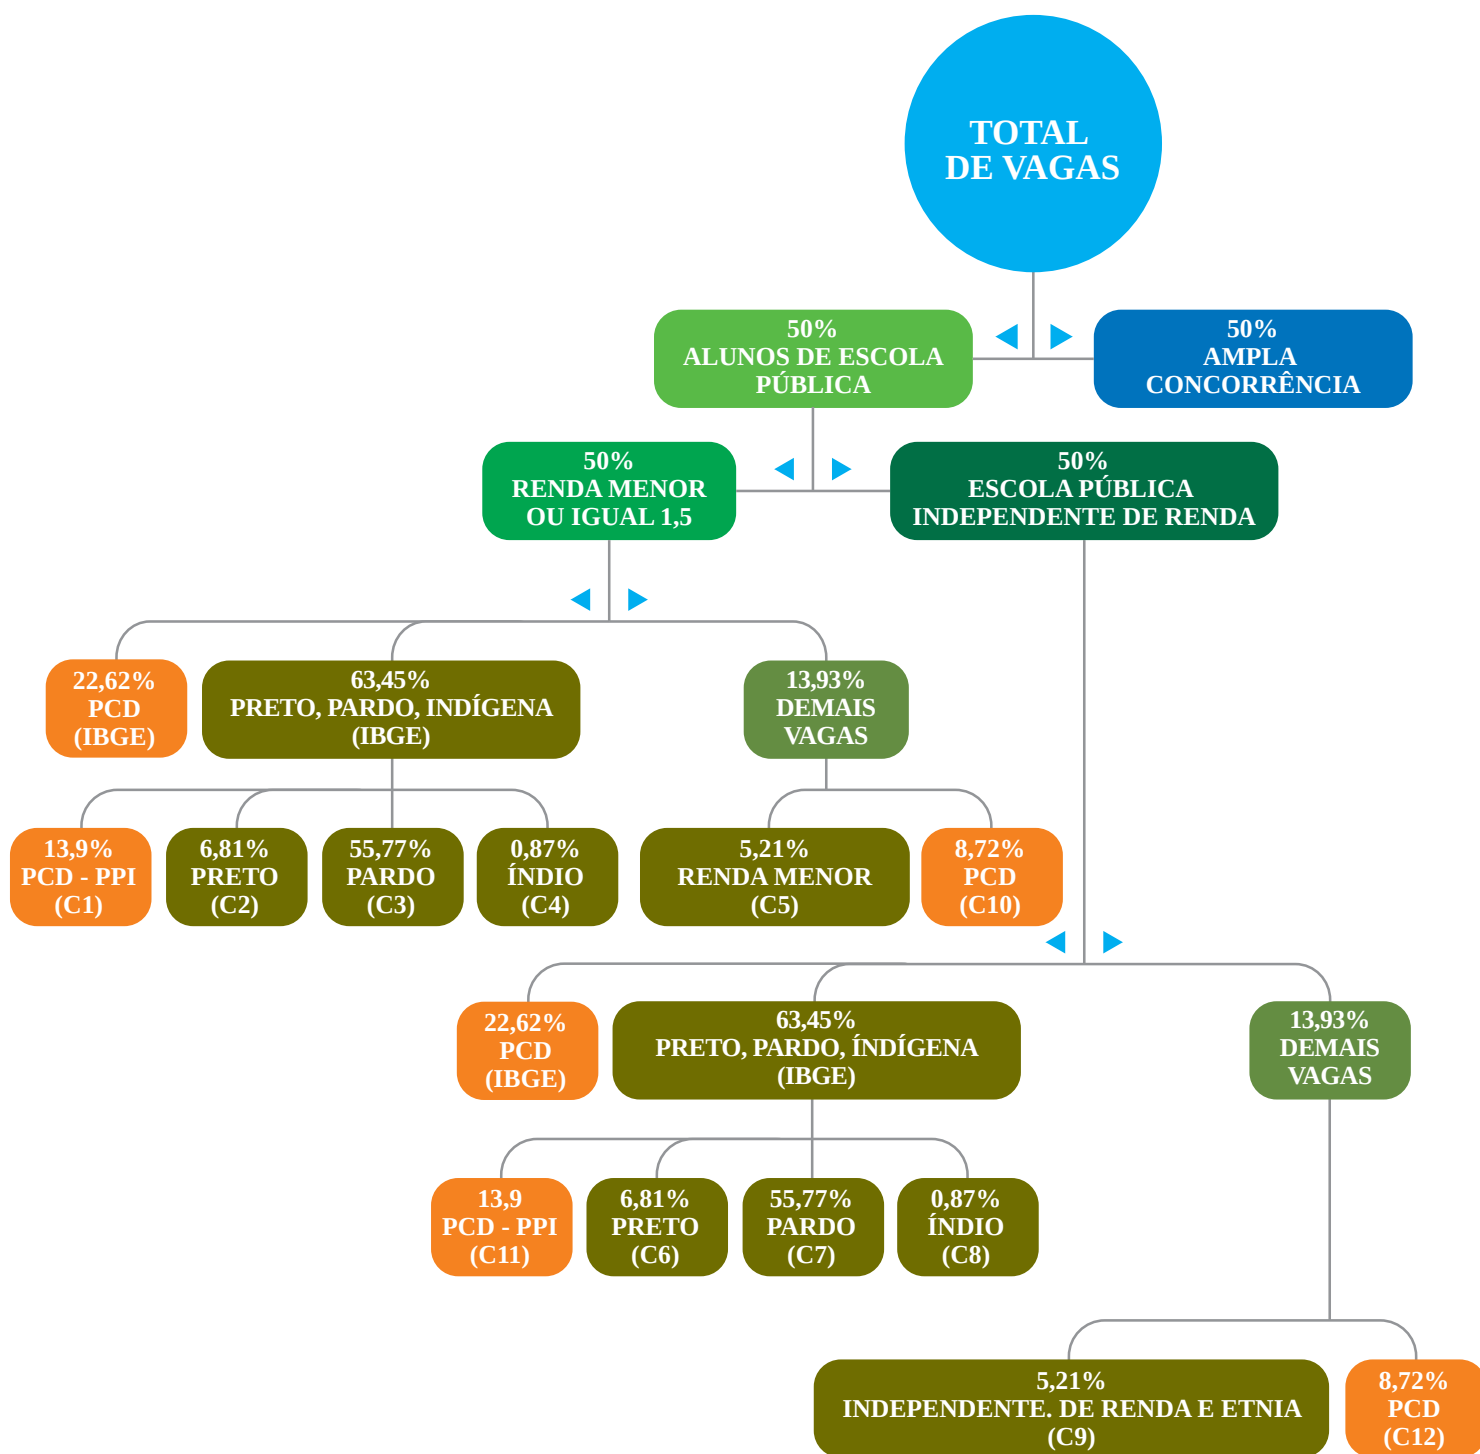 TOTAL
DE VAGAS
50%
ALUNOS DE ESCOLA
PÚBLICA
50%
AMPLA
CONCORRÊNCIA
50%
RENDA MENOR
OU IGUAL 1,5
50%
ESCOLA PÚBLICA
INDEPENDENTE DE RENDA
22,62%
PCD
(IBGE)
63,45%
PRETO, PARDO, INDÍGENA
(IBGE)
13,93%
DEMAIS
VAGAS
13,9%
PCD - PPI
(C1)
6,81%
PRETO
(C2)
55,77%
PARDO
(C3)
0,87%
ÍNDIO
(C4)
5,21%
RENDA MENOR
(C5)
8,72%
PCD
(C10)
22,62%
PCD
(IBGE)
63,45%
PRETO, PARDO, ÍNDÍGENA
(IBGE)
13,93%
DEMAIS
VAGAS
13,9
PCD - PPI
(C11)
6,81%
PRETO
(C6)
55,77%
PARDO
(C7)
0,87%
ÍNDIO
(C8)
5,21%
INDEPENDENTE. DE RENDA E ETNIA
(C9)
8,72%
PCD
(C12)